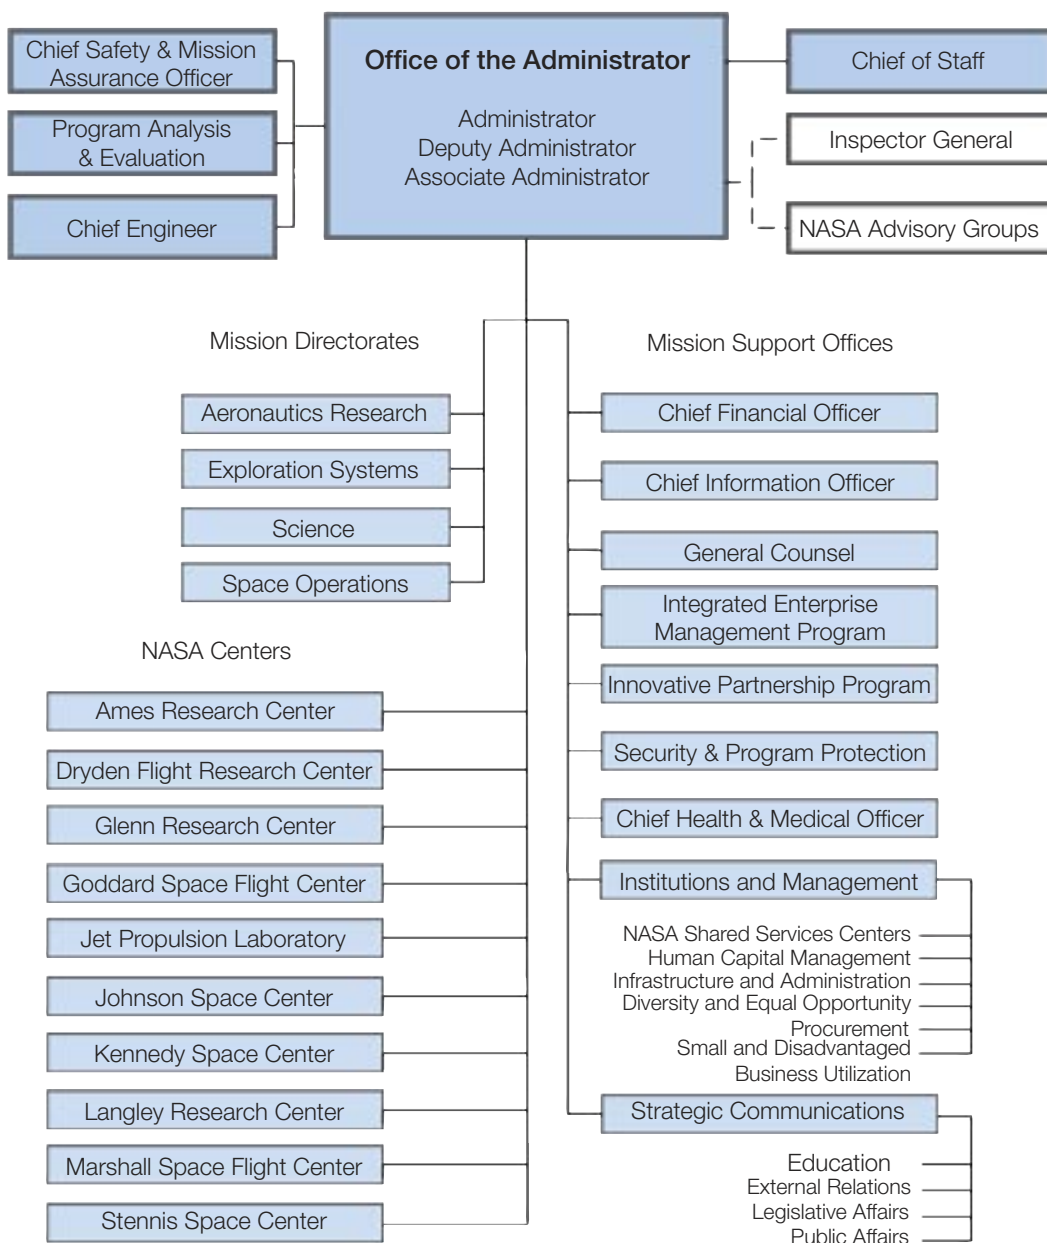 Chief Safety & Mission
Assurance Officer
Program Analysis
& Evaluation
Chief Engineer
Office of the Administrator
Administrator
Deputy Administrator
Associate Administrator
Chief of Staff
Inspector General
NASA Advisory Groups
Mission Directorates
Aeronautics Research
Exploration Systems
Science
Space Operations
NASA Centers
Ames Research Center
Dryden Flight Research Center
Glenn Research Center
Goddard Space Flight Center
Jet Propulsion Laboratory
Johnson Space Center
Kennedy Space Center
Langley Research Center
Marshall Space Flight Center
Stennis Space Center
Mission Support Offices
Chief Financial Officer
Chief Information Officer
General Counsel
Integrated Enterprise
Management Program
Innovative Partnership Program
Security & Program Protection
Chief Health & Medical Officer
Institutions and Management
NASA Shared Services Centers
Human Capital Management
Infrastructure and Administration
Diversity and Equal Opportunity
Procurement
Small and Disadvantaged
Business Utilization
Strategic Communications
Education
External Relations
Legislative Affairs
Public Affairs